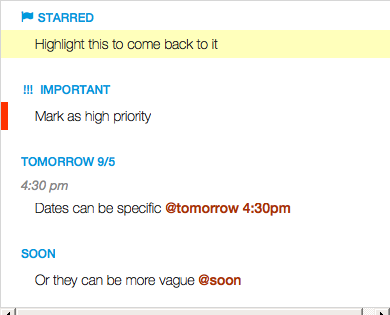 STARRED
Highlight this to come back to it
!!! IMPORTANT
Mark as high priority
TOMORROW 9/5
4:30 pm
Dates can be specific @tomorrow 4:30pm
SOON
Or they can be more vague @soon